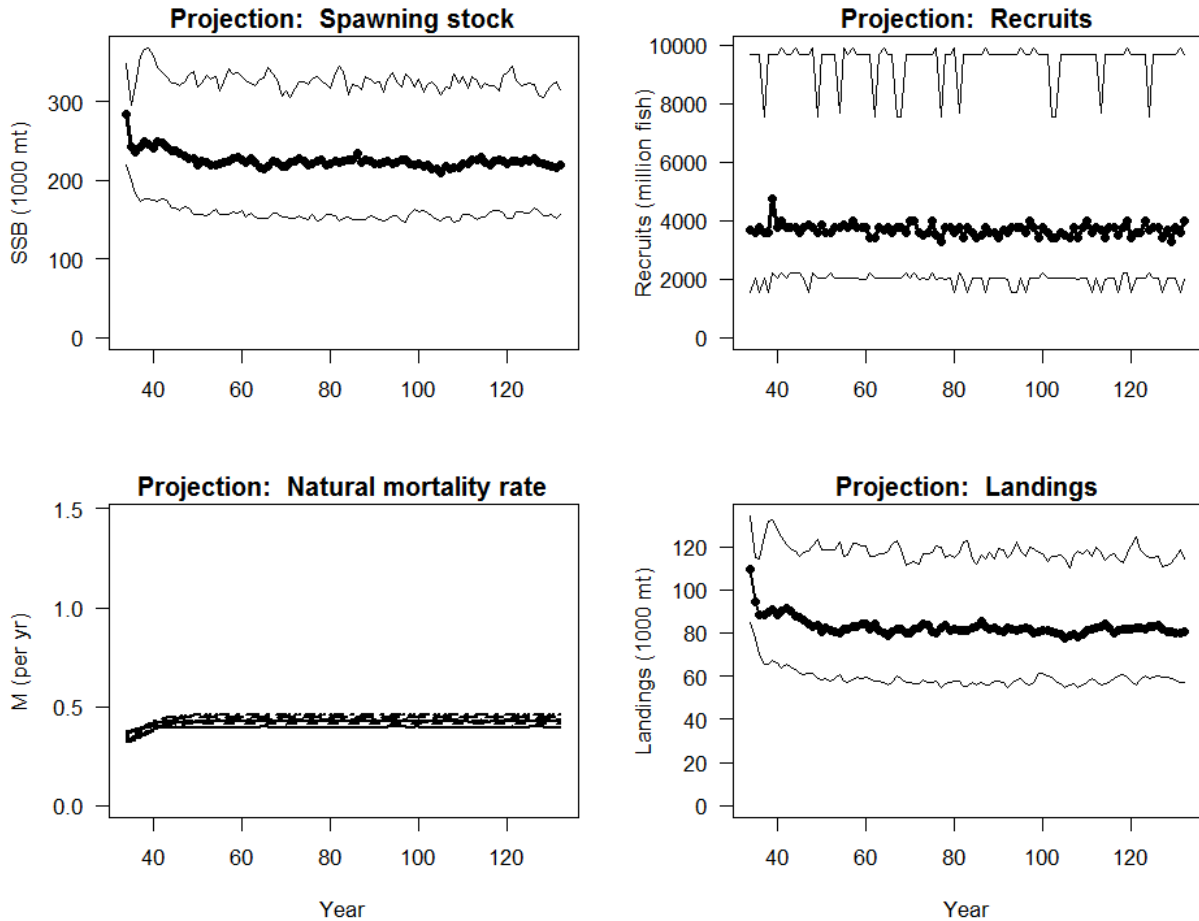 Projection:  Spawning stock
SSB (1000 mt)
300
200
100
0
40 60 80 100 120
Projection:  Recruits
Recruits (million fish)
10000
8000
6000
4000
2000
0
40 60 80 100 120
Projection:  Natural mortality rate
M (per yr)
1.5
1.0
0.5
0.0
40 60 80 100 120
Year
Projection:  Landings
Landings (1000 mt)
120
100
80
60
40
20
0
40 60 80 100 120
Year